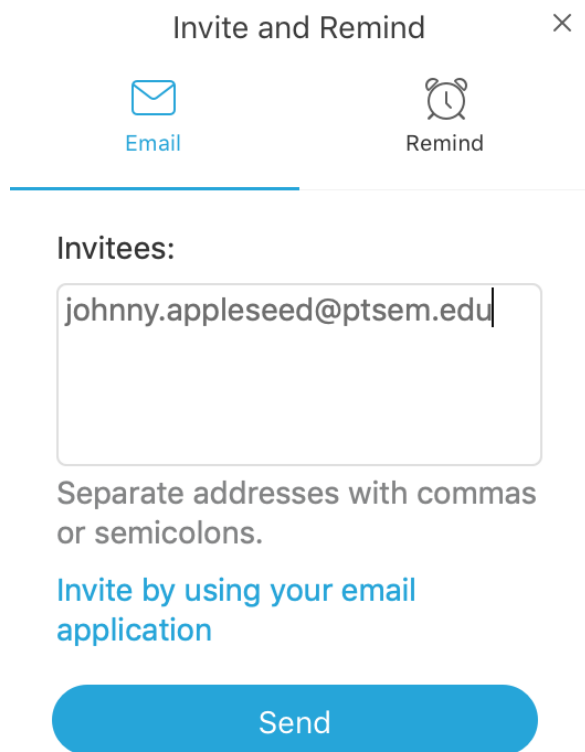 Invite and Remind
Email
Remind
Invitees:
johnny.appleseed@ptsem.edu
Separate addresses with commas
or semicolons.
Invite by using your email
application
Send